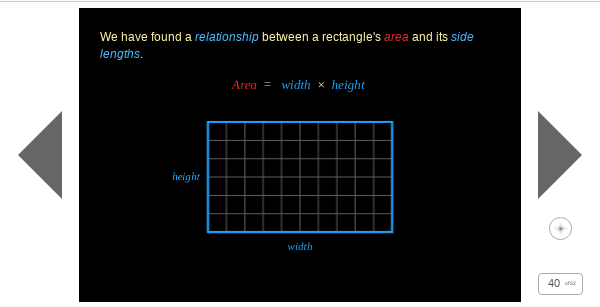 We have found a relationship between a rectangle's area and its side
lengths.
Area = width × height
height
width
40 of 52